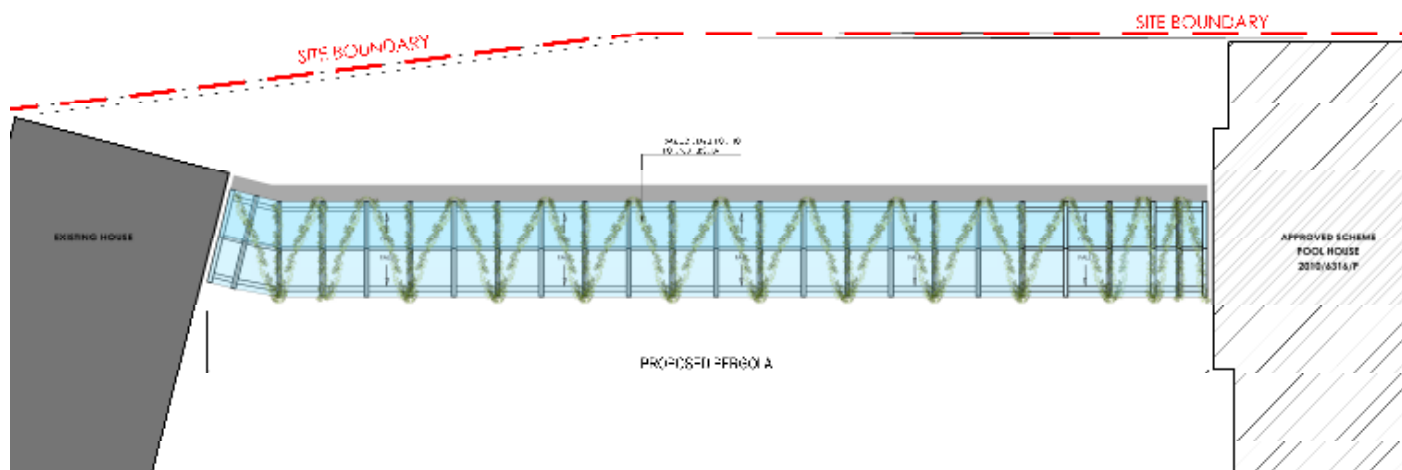 SITE BOUNDARY
SITE BOUNDARY
EXISTING HOUSE
APPROVED SCHEME
POOL HOUSE
2010/6316/P
PROPOSED PERGOLA